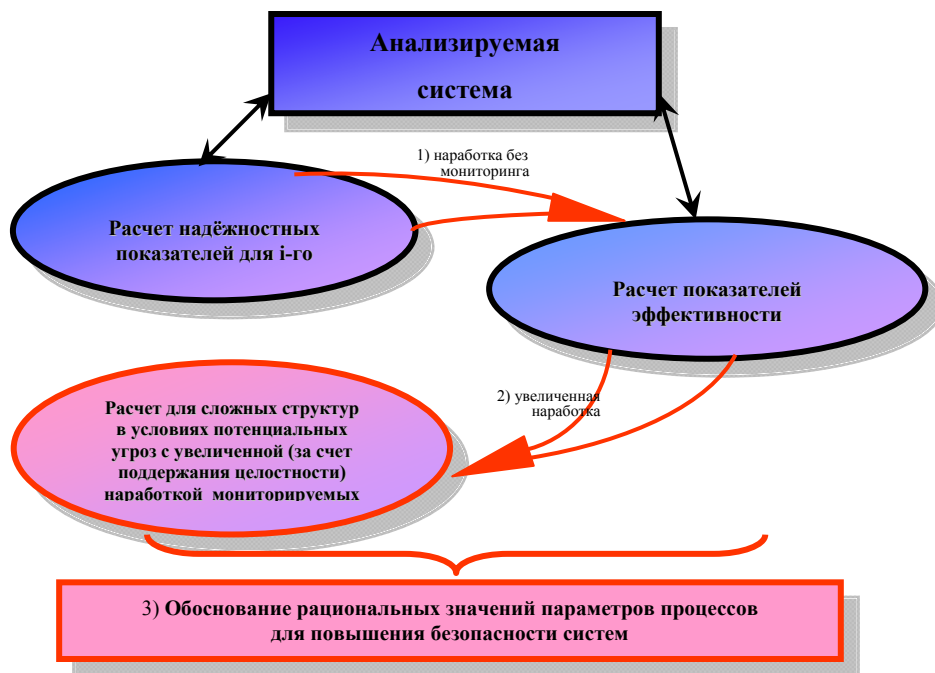 Анализируемая
система
1) наработка без
мониторинга
Расчет надёжностных
показателей для i-го
Расчет показателей
эффективности
2) увеличенная
наработка
Расчет для сложных структур
в условиях потенциальных
угроз с увеличенной (за счет
поддержания целостности)
наработкой мониторируемых
3) Обоснование рациональных значений параметров процессов
для повышения безопасности систем